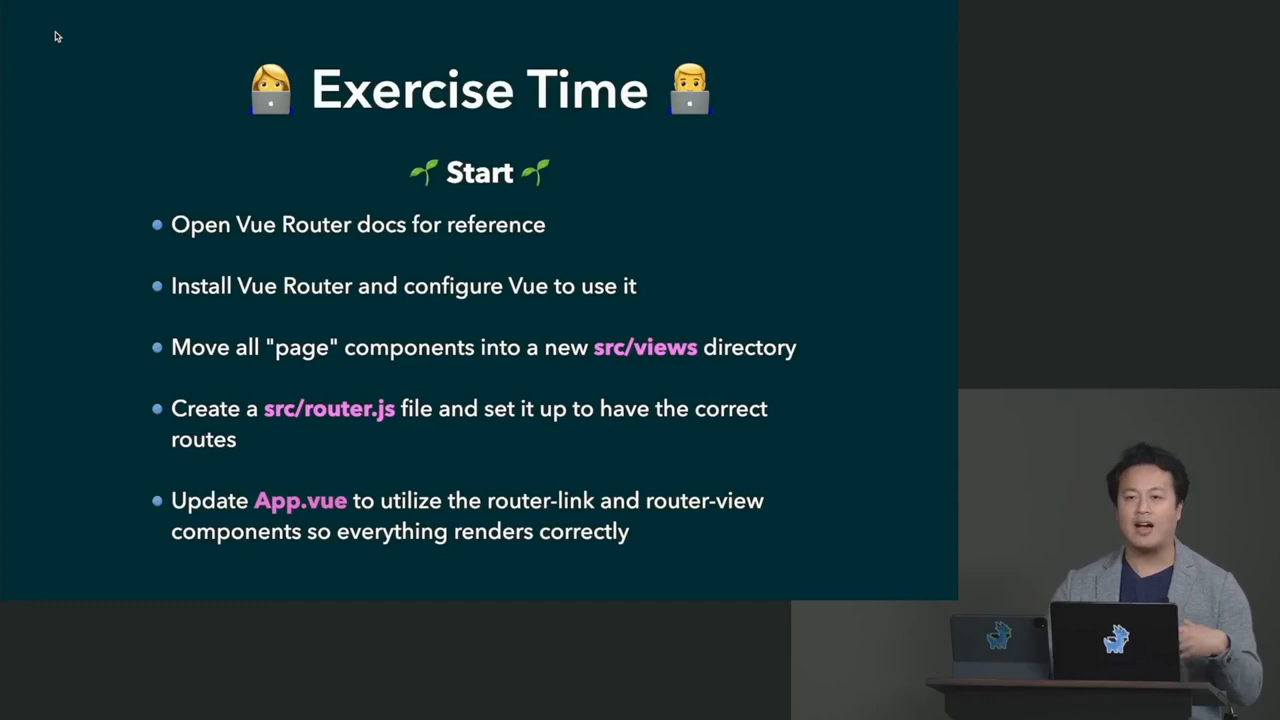 Exercise Time
Start
Open Vue Router docs for reference
Install Vue Router and configure Vue to use it
Move all "page" components into a new src/views directory
Create a src/router.js file and set it up to have the correct
routes
Update App.vue to utilize the router-link and router-view
components so everything renders correctly